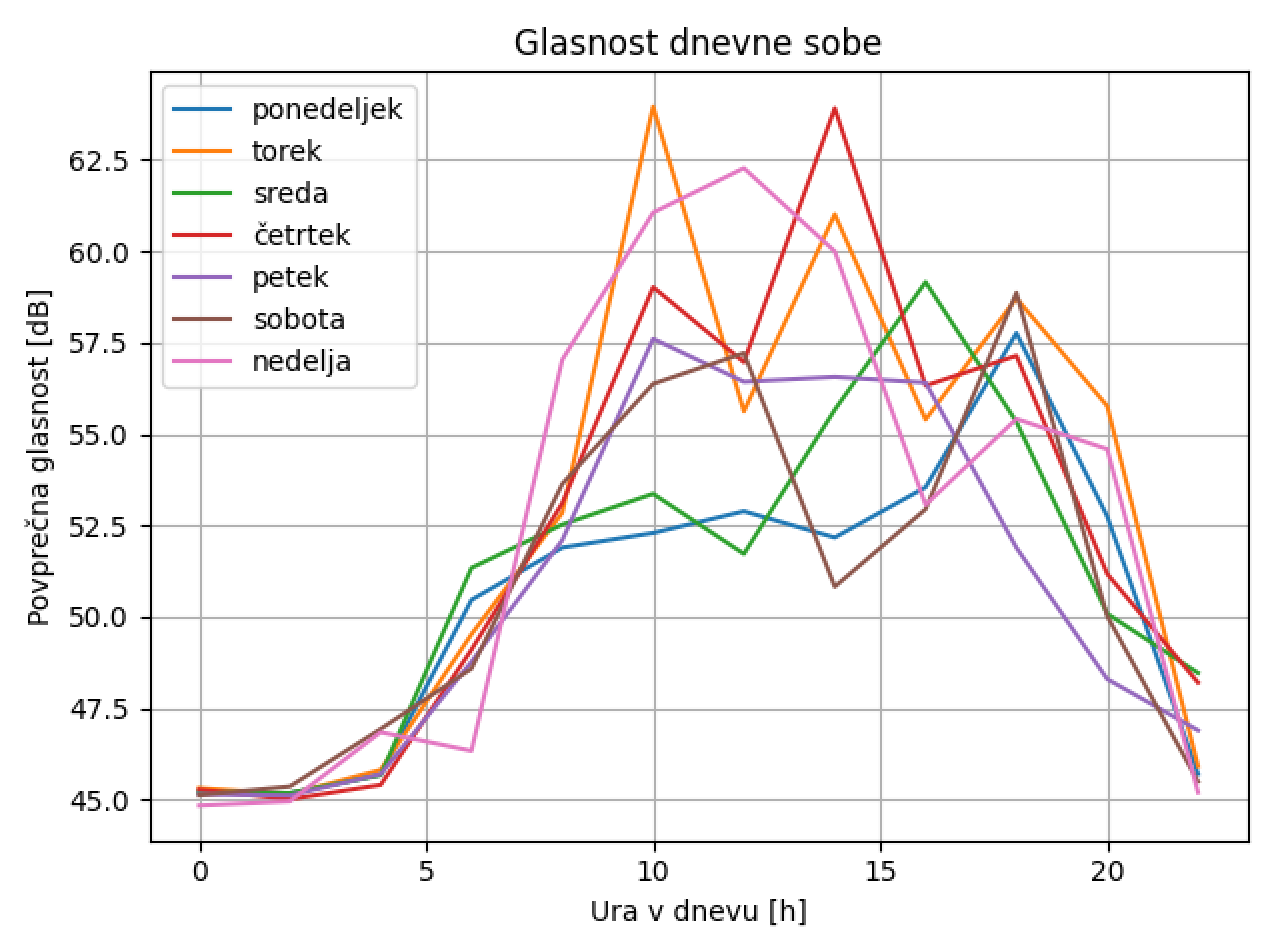 Glasnost dnevne sobe
ponedeljek
torek
sreda
četrtek
petek
sobota
nedelja
Povprečna glasnost [dB]
62.5
60.0
57.5
55.0
52.5
50.0
47.5
45.0
0 5 10 15 20
Ura v dnevu [h]